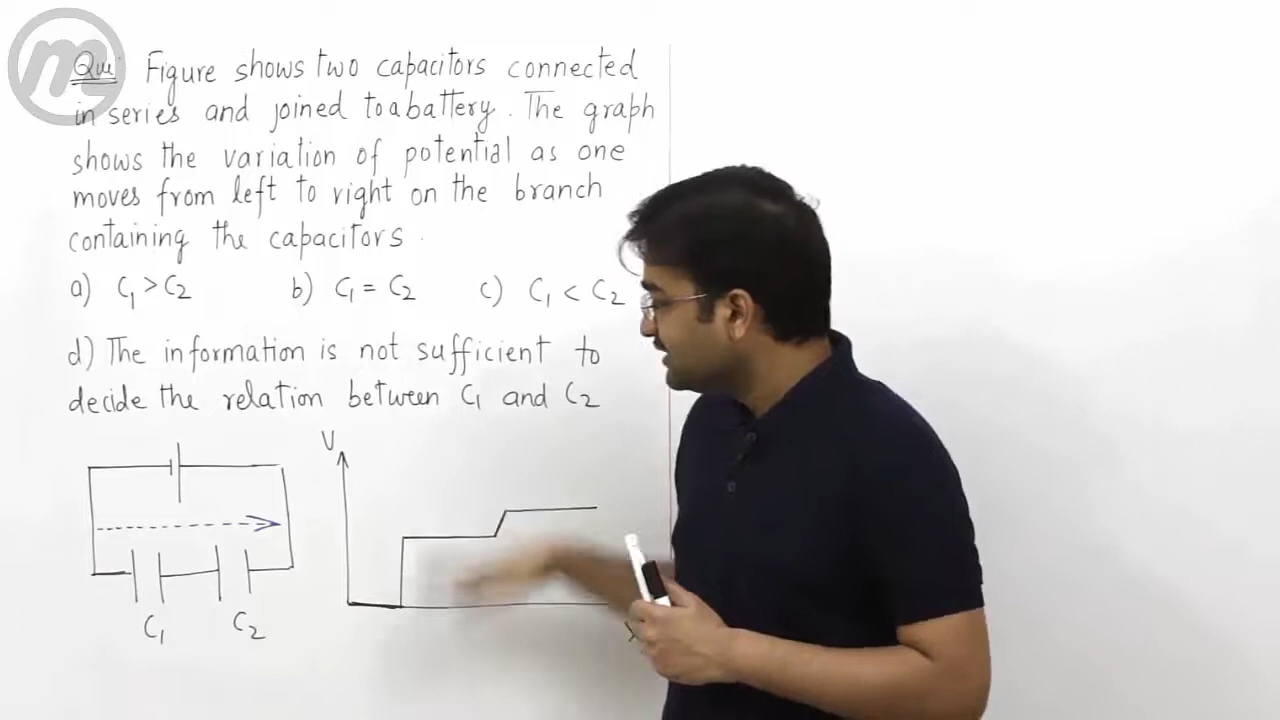 Que: Figure shows two capacitors connected
in series and joined to a battery. The graph
shows the variation of potential as one
moves from left to right on the branch
containing the capacitors.
a) C₁ > C₂ b) C₁ = C₂ c) C₁ < C₂
d) The information is not sufficient to
decide the relation between C₁ and C₂
V
C₁ C₂